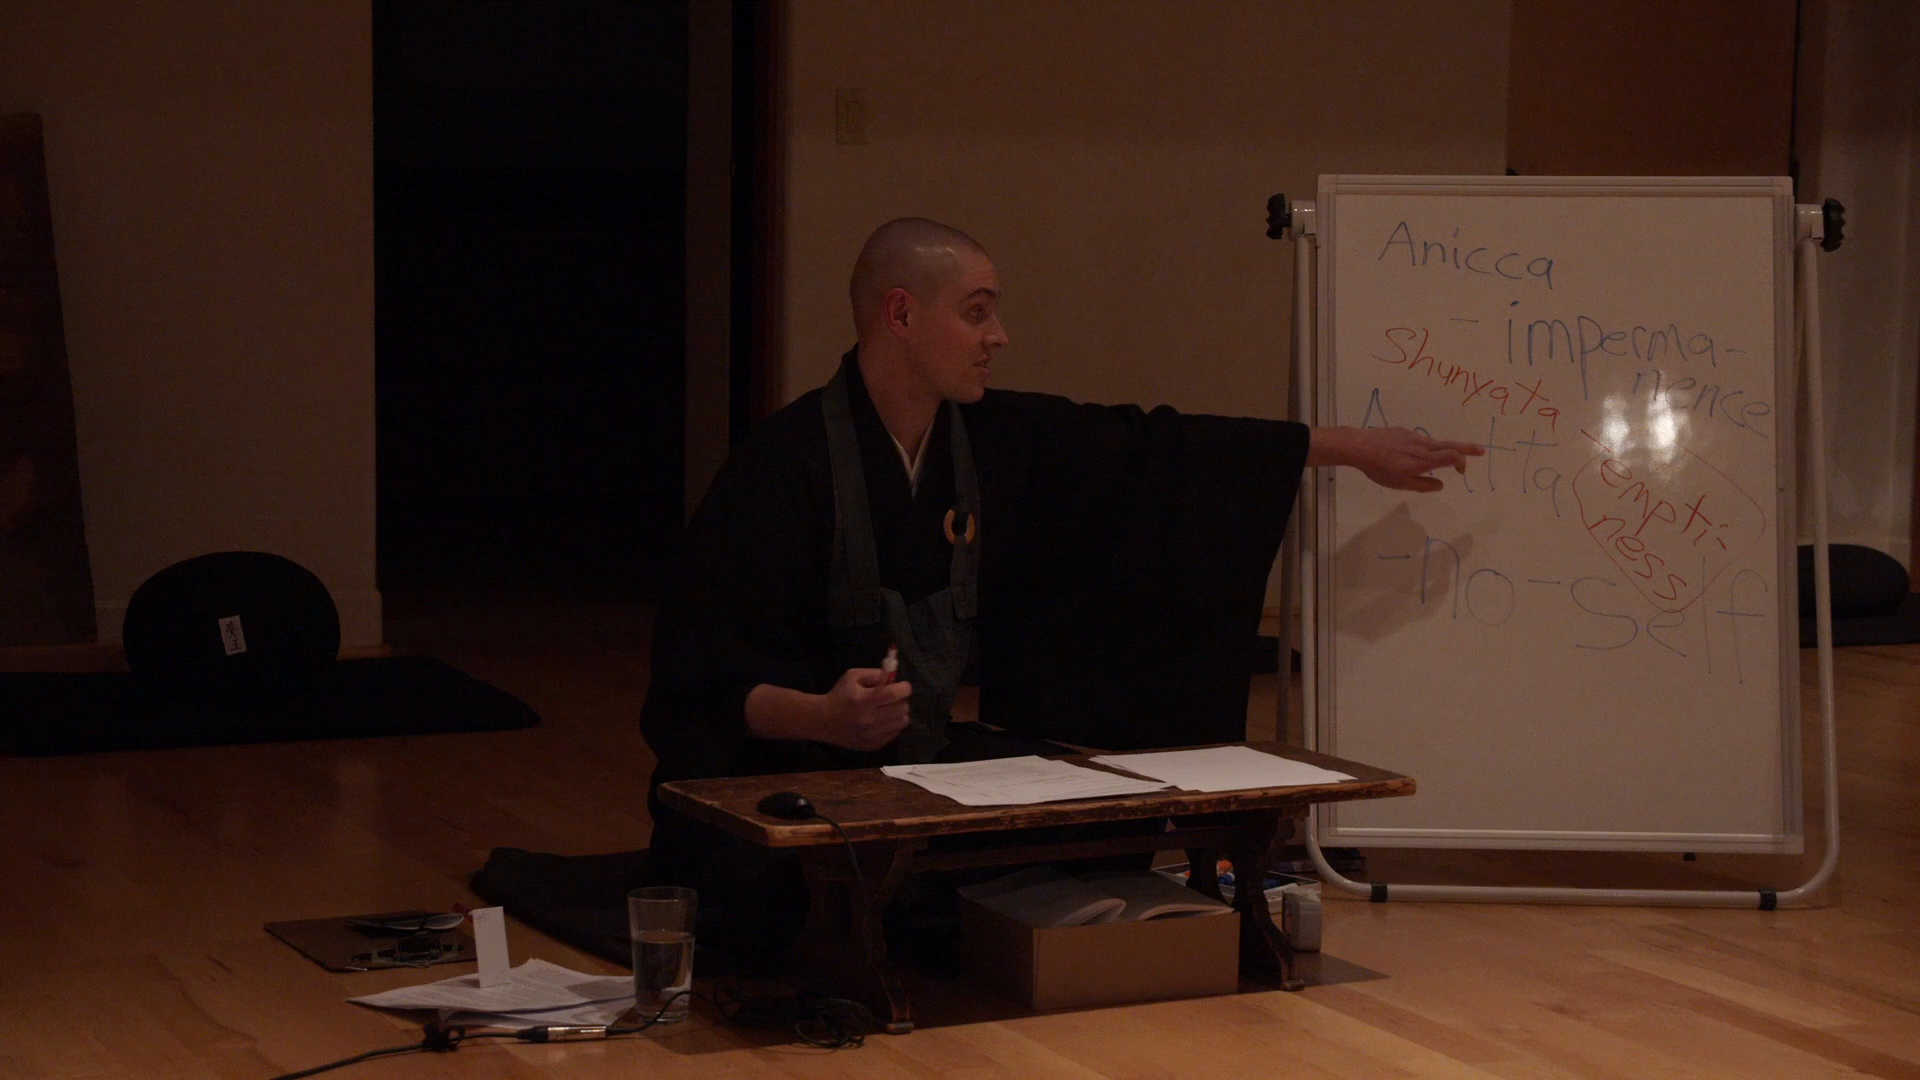 Anicca
- imperma-
nence
Shunyata
Anatta
- empti-
ness
- no-self